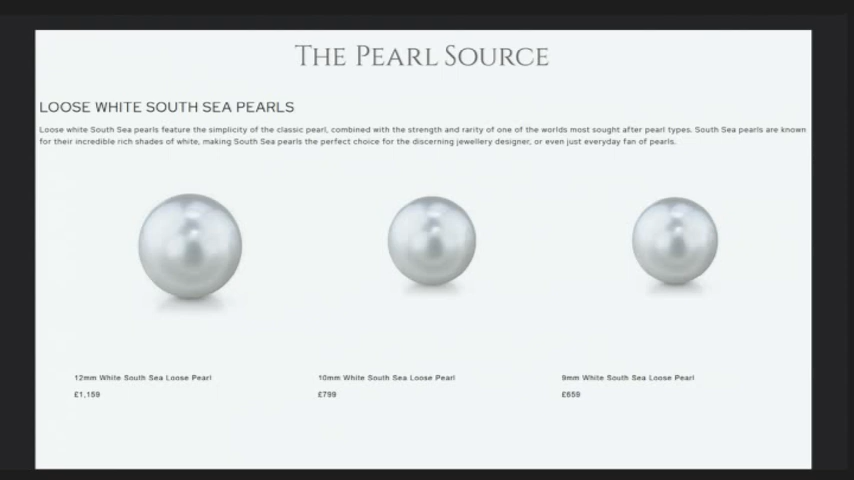 THE PEARL SOURCE
LOOSE WHITE SOUTH SEA PEARLS
Loose white South Sea pearls feature the simplicity of the classic pearl, combined with the strength and rarity of one of the worlds most sought after pearl types. South Sea pearls are known
for their incredible rich shades of white, making South Sea pearls the perfect choice for the discerning jewellery designer, or even just everyday fan of pearls.
12mm White South Sea Loose Pearl
10mm White South Sea Loose Pearl
9mm White South Sea Loose Pearl
£1,159
£799
£659